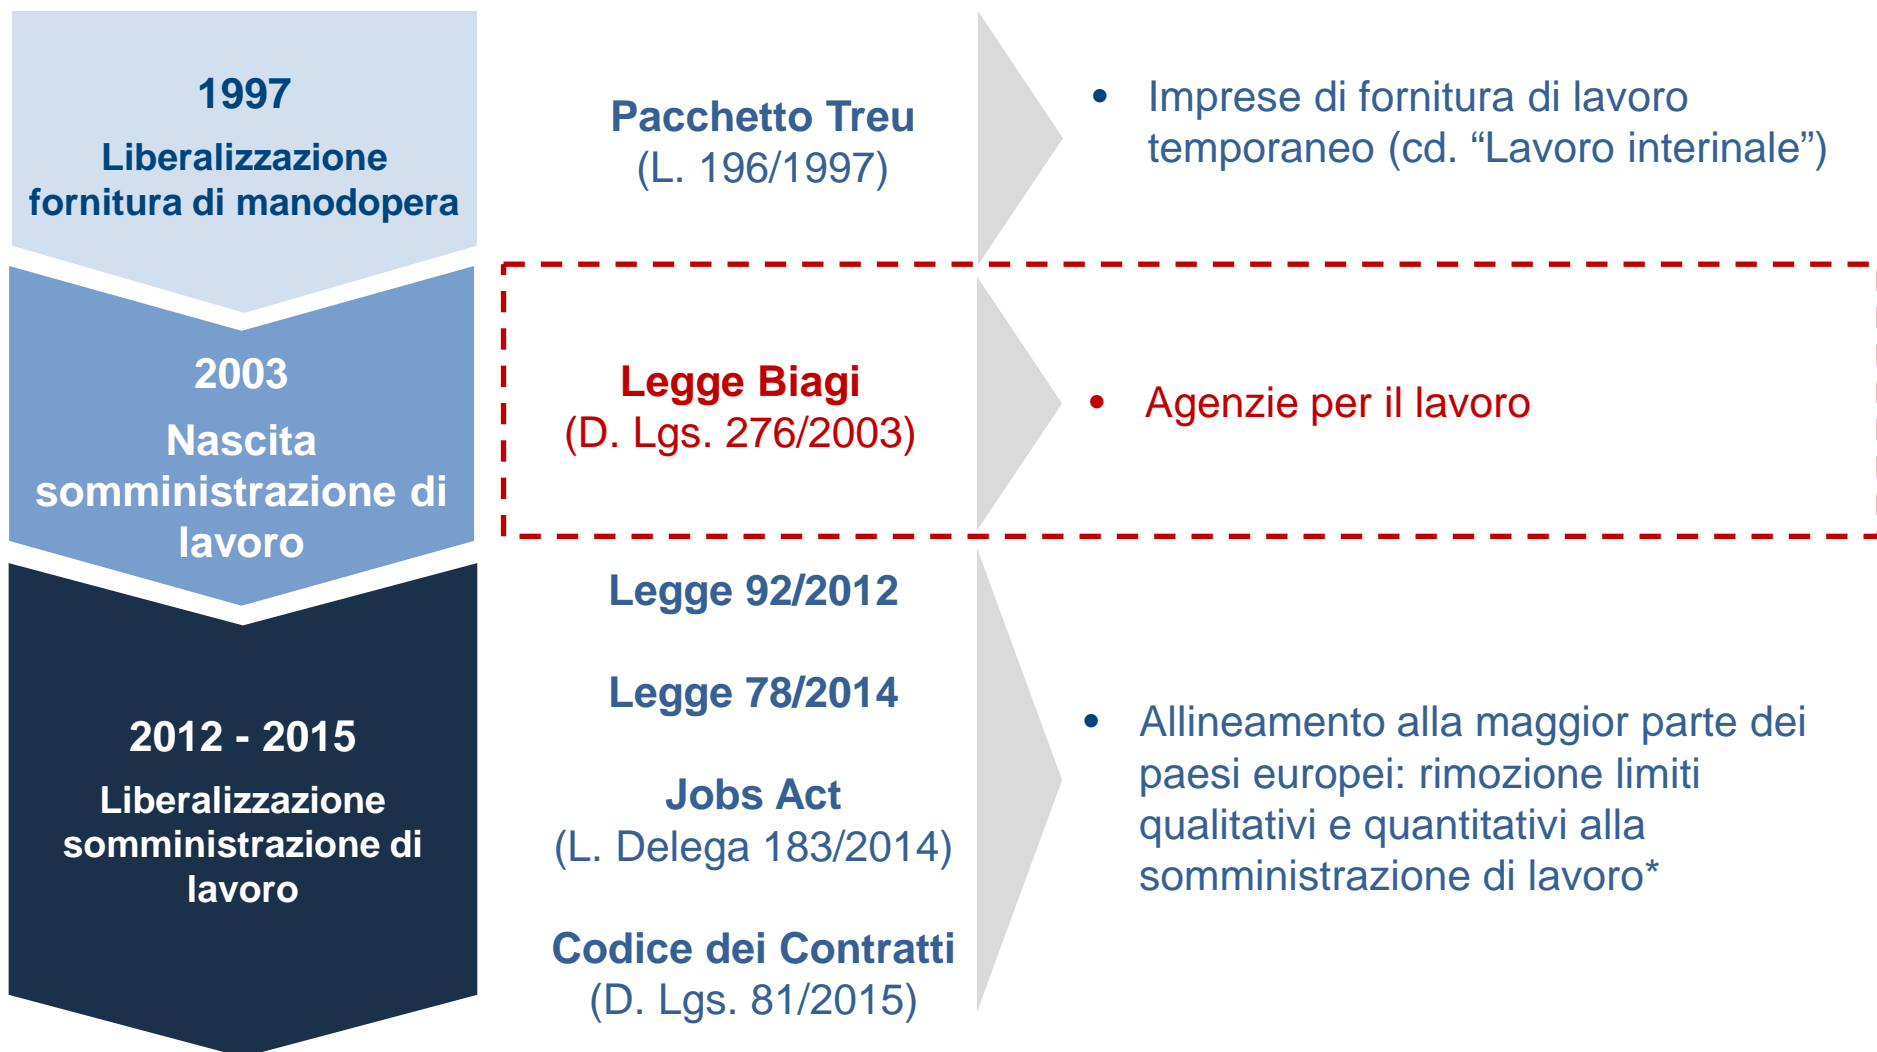 1997
Liberalizzazione
fornitura di manodopera
Pacchetto Treu
(L. 196/1997)
• Imprese di fornitura di lavoro
temporaneo (cd. “Lavoro interinale”)
2003
Nascita
somministrazione di
lavoro
Legge Biagi
(D. Lgs. 276/2003)
• Agenzie per il lavoro
2012 - 2015
Liberalizzazione
somministrazione di
lavoro
Legge 92/2012
Legge 78/2014
Jobs Act
(L. Delega 183/2014)
Codice dei Contratti
(D. Lgs. 81/2015)
• Allineamento alla maggior parte dei
paesi europei: rimozione limiti
qualitativi e quantitativi alla
somministrazione di lavoro*